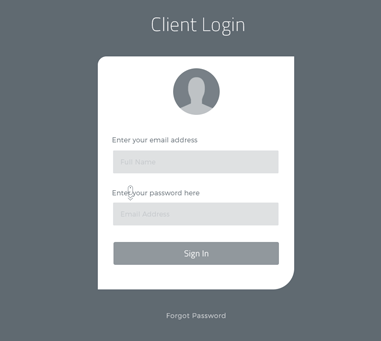 Client Login
Enter your email address
Full Name
Enter your password here
Email Address
Sign In
Forgot Password